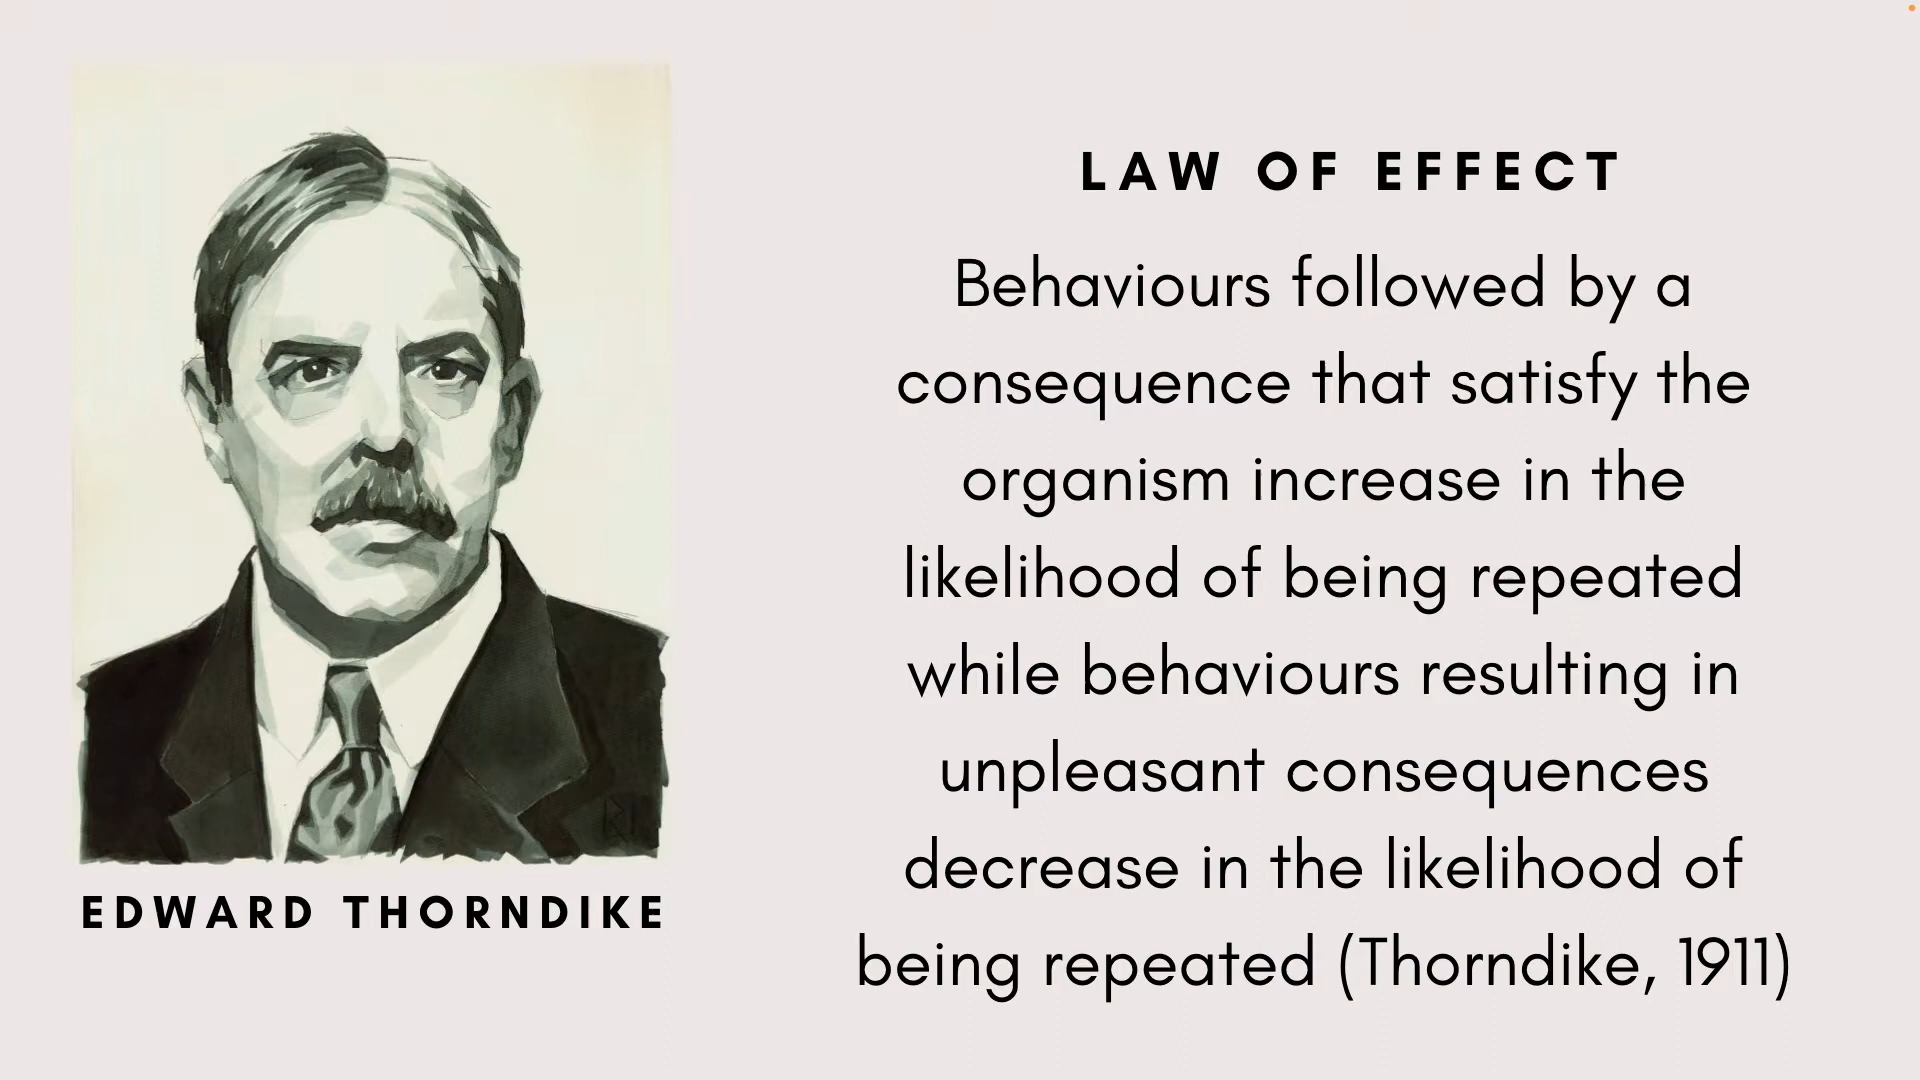 LAW OF EFFECT
Behaviours followed by a
consequence that satisfy the
organism increase in the
likelihood of being repeated
while behaviours resulting in
unpleasant consequences
decrease in the likelihood of
being repeated (Thorndike, 1911)
EDWARD THORNDIKE